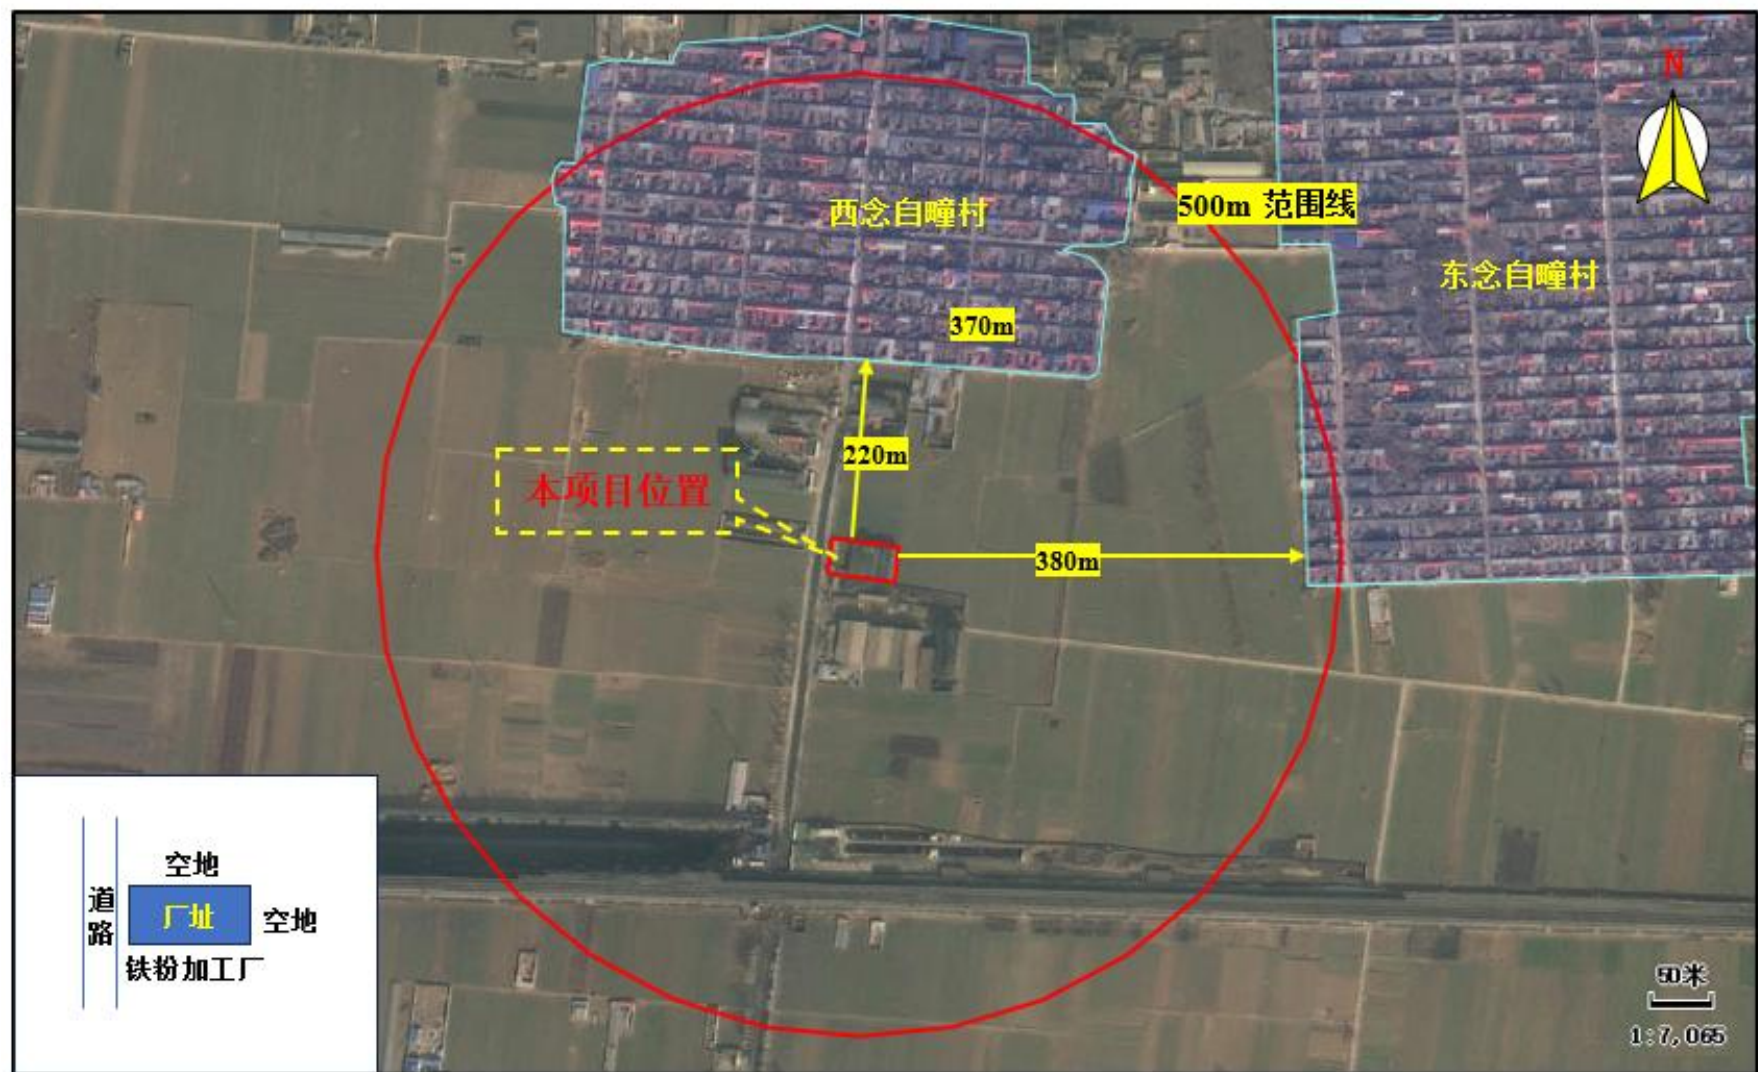 N
500m 范围线
西念自疃村
东念自疃村
370m
220m
本项目位置
380m
空地
道路
厂址
空地
铁粉加工厂
50米
1:7,065